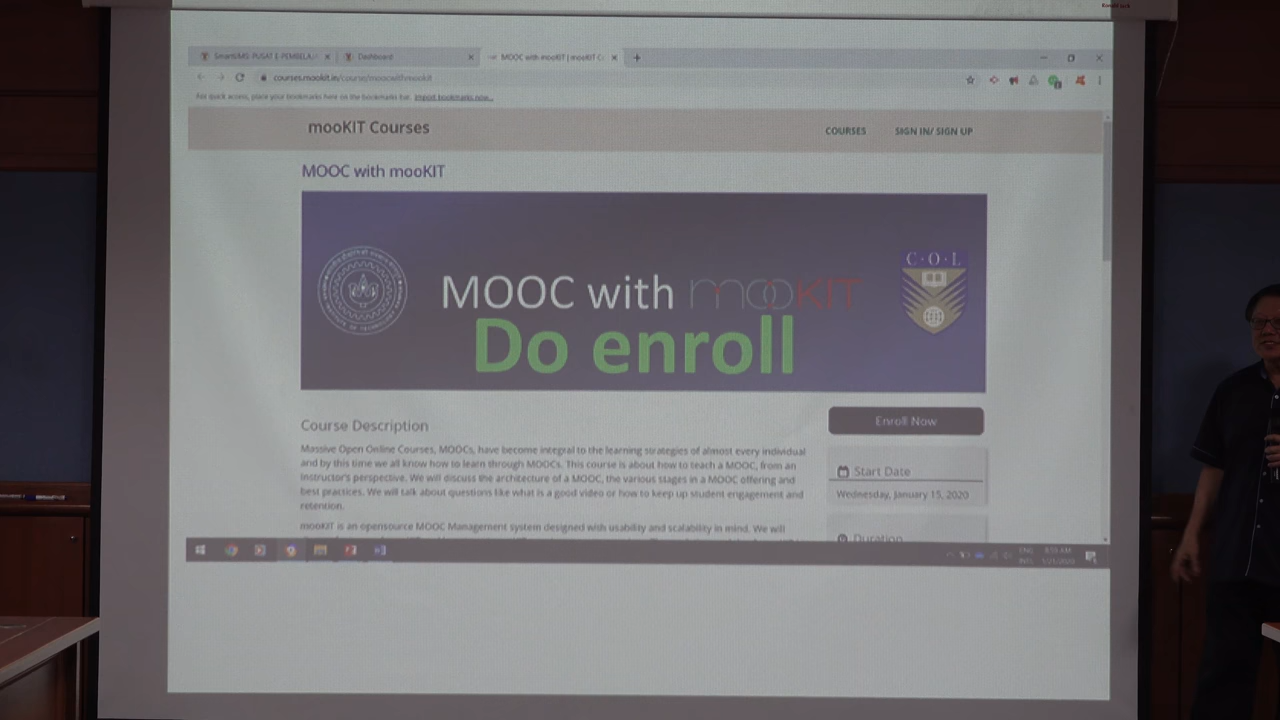 Dashboard
MOOC with mooKIT | mooKIT C
courses.mookit.in/course/moocwithmookit
For quick access, place your bookmarks here on the bookmarks bar. Import bookmarks now...
mooKIT Courses
COURSES
SIGN IN/ SIGN UP
MOOC with mooKIT
C·O·L
MOOC with mooKIT
Do enroll
Course Description
Massive Open Online Courses, MOOCs, have become integral to the learning strategies of almost every individual
and by this time we all know how to learn through MOOCs. This course is about how to teach a MOOC, from an
instructor's perspective. We will discuss the architecture of a MOOC, the various stages in a MOOC offering and
best practices. We will talk about questions like what is a good video or how to keep up student engagement and
retention.
mooKIT is an opensource MOOC Management system designed with usability and scalability in mind. We will
Enroll Now
Start Date
Wednesday, January 15, 2020
Duration
ENG
INTL